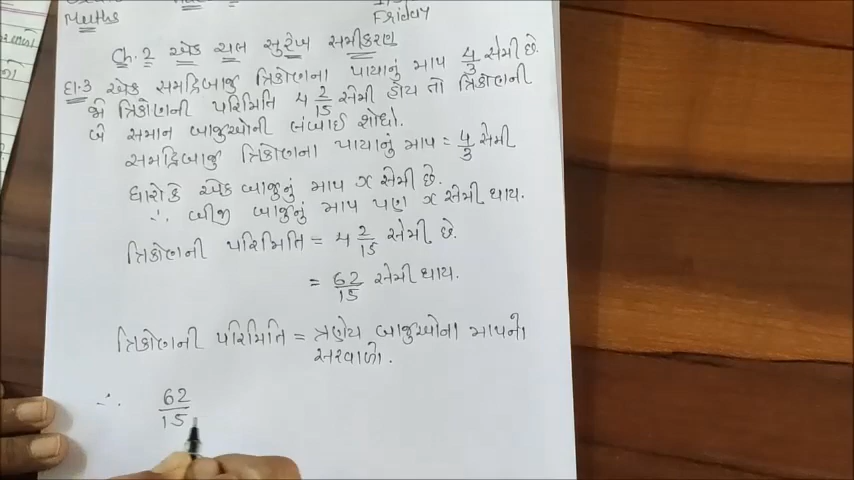 Maths
Friday
Ch. 2 એક ચલ સુરેખ સમીકરણ
દા.3 એક સમદ્વિબાજુ ત્રિકોણના પાયાનું માપ 4/3 સેમી છે.
જો ત્રિકોણની પરિમિતિ 4 2/15 સેમી હોય તો ત્રિકોણની
બે સમાન બાજુઓની લંબાઈ શોધો.
સમદ્વિબાજુ ત્રિકોણના પાયાનું માપ = 4/3 સેમી
ધારોકે એક બાજુનું માપ x સેમી છે.
∴ બીજી બાજુનું માપ પણ x સેમી થાય.
ત્રિકોણની પરિમિતિ = 4 2/15 સેમી છે.
= 62/15 સેમી થાય.
ત્રિકોણની પરિમિતિ = ત્રણેય બાજુઓના માપનો
સરવાળો.
∴ 62/15